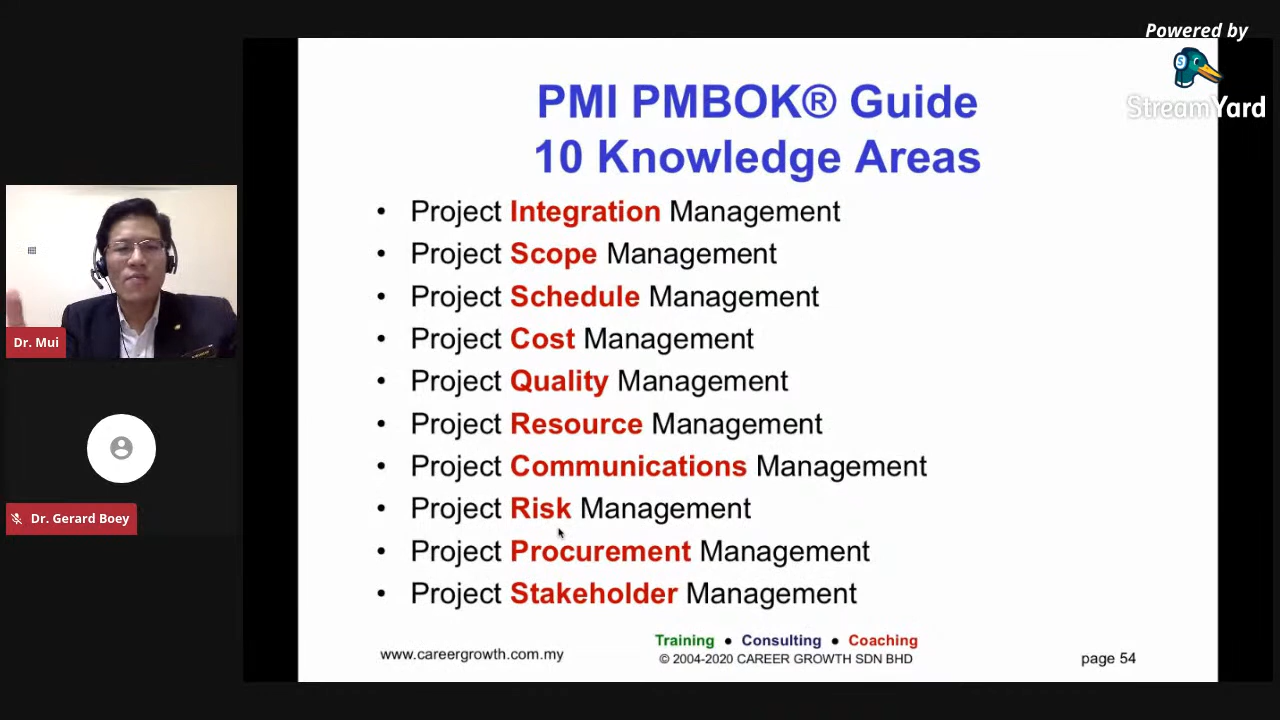 Powered by
StreamYard
PMI PMBOK® Guide
10 Knowledge Areas
• Project Integration Management
• Project Scope Management
• Project Schedule Management
• Project Cost Management
• Project Quality Management
• Project Resource Management
• Project Communications Management
• Project Risk Management
• Project Procurement Management
• Project Stakeholder Management
www.careergrowth.com.my
Training ● Consulting ● Coaching
© 2004-2020 CAREER GROWTH SDN BHD
page 54
Dr. Mui
Dr. Gerard Boey